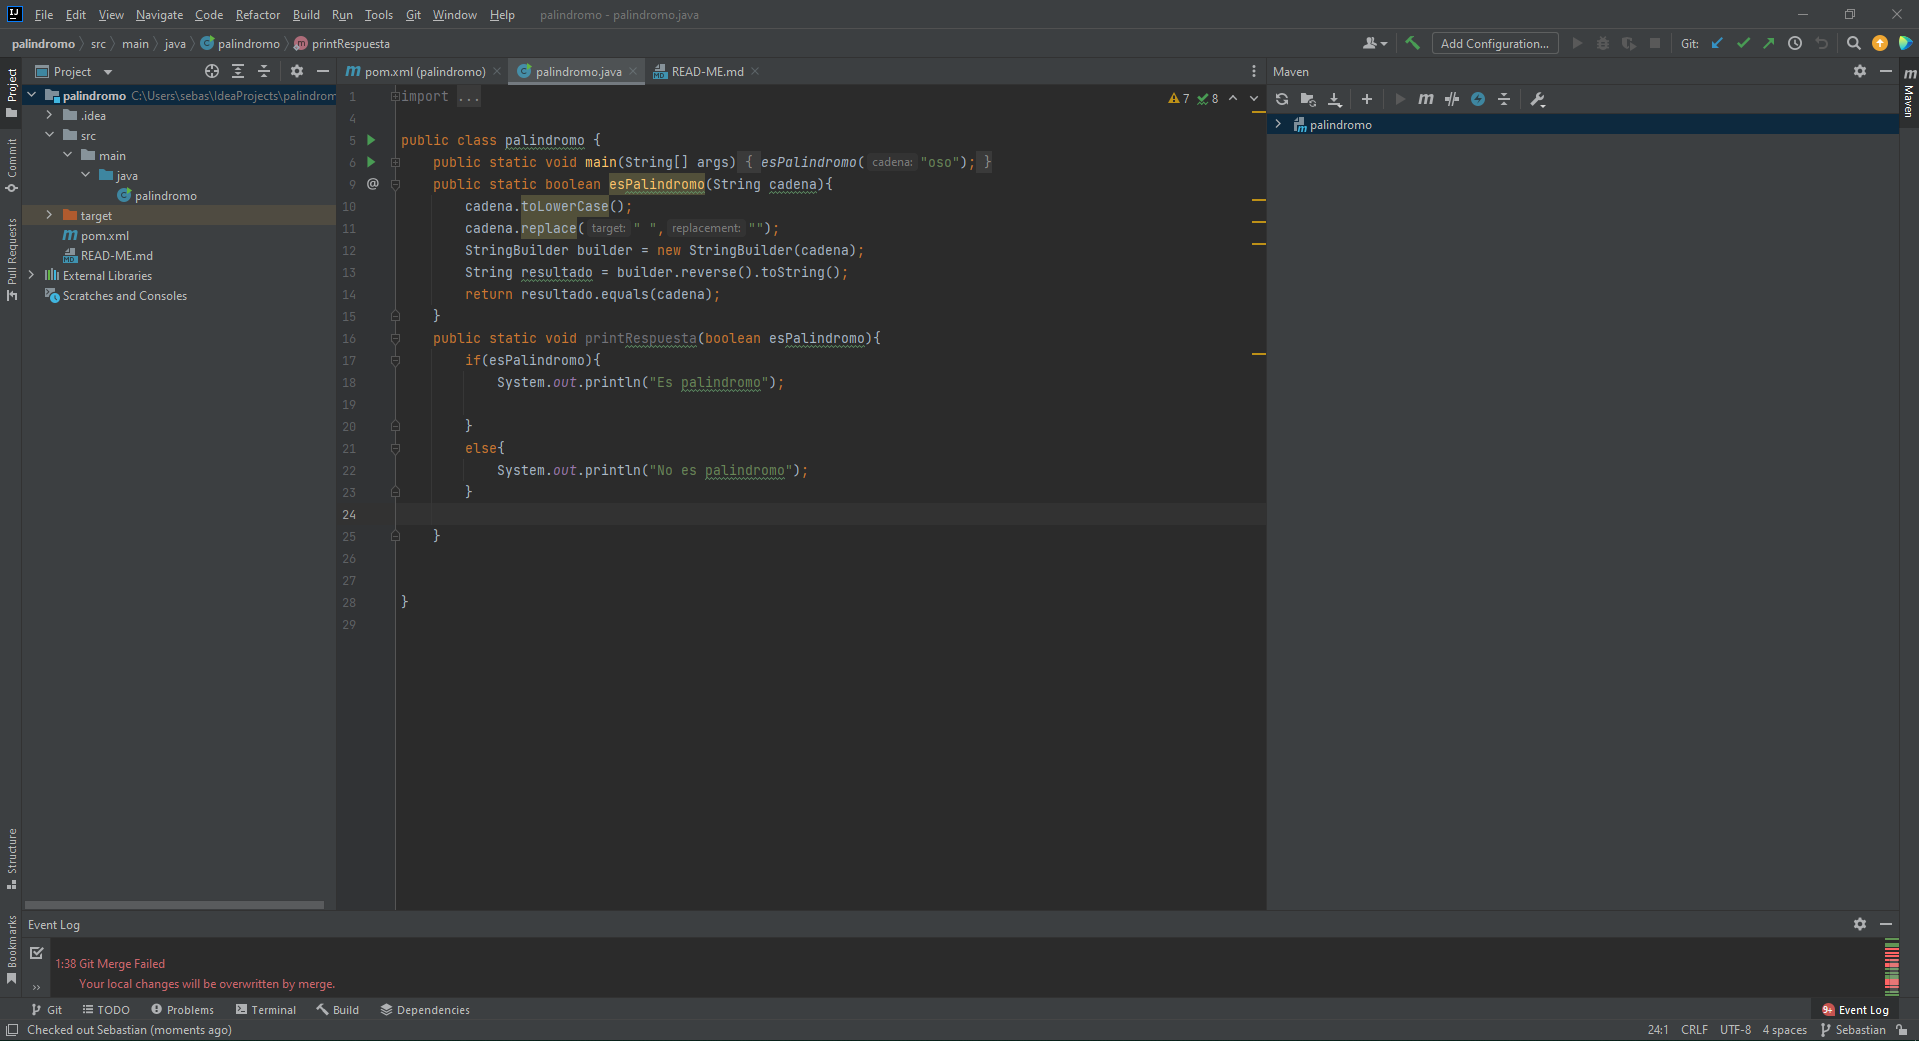 File Edit View Navigate Code Refactor Build Run Tools Git Window Help palindromo - palindromo.java
palindromo src main java palindromo printRespuesta Add Configuration... Git:
Project
pom.xml (palindromo) palindromo.java READ-ME.md
Maven
Project
Commit
Pull Requests
Structure
Bookmarks
palindromo C:\Users\sebas\IdeaProjects\palindrom
.idea
src
main
java
palindromo
target
pom.xml
READ-ME.md
External Libraries
Scratches and Consoles
7 8
1 import ...
4
5 public class palindromo {
6 public static void main(String[] args) { esPalindromo( cadena: "oso"); }
9 @ public static boolean esPalindromo(String cadena){
10 cadena.toLowerCase();
11 cadena.replace( target: " ", replacement: "");
12 StringBuilder builder = new StringBuilder(cadena);
13 String resultado = builder.reverse().toString();
14 return resultado.equals(cadena);
15 }
16 public static void printRespuesta(boolean esPalindromo){
17 if(esPalindromo){
18 System.out.println("Es palindromo");
19
20 }
21 else{
22 System.out.println("No es palindromo");
23 }
24
25 }
26
27
28 }
29
palindromo
Maven
Event Log
1:38 Git Merge Failed
Your local changes will be overwritten by merge.
Git TODO Problems Terminal Build Dependencies 9+ Event Log
Checked out Sebastian (moments ago) 24:1 CRLF UTF-8 4 spaces Sebastian